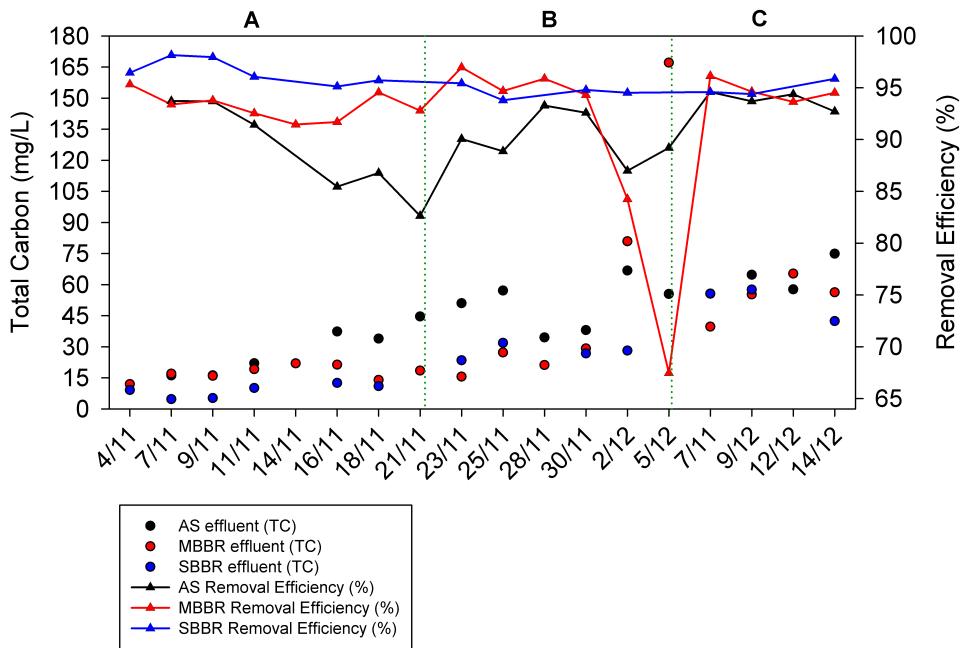 A B C
180 100
165 95
150 90
135 85
120 80
105 75
90 70
75 65
60
45
30
15
0
Total Carbon (mg/L)
Removal Efficiency (%)
4/11 7/11 9/11 11/11 14/11 16/11 18/11 21/11 23/11 25/11 28/11 30/11 2/12 5/12 7/11 9/12 12/12 14/12
AS effluent (TC)
MBBR effluent (TC)
SBBR effluent (TC)
AS Removal Efficiency (%)
MBBR Removal Efficiency (%)
SBBR Removal Efficiency (%)